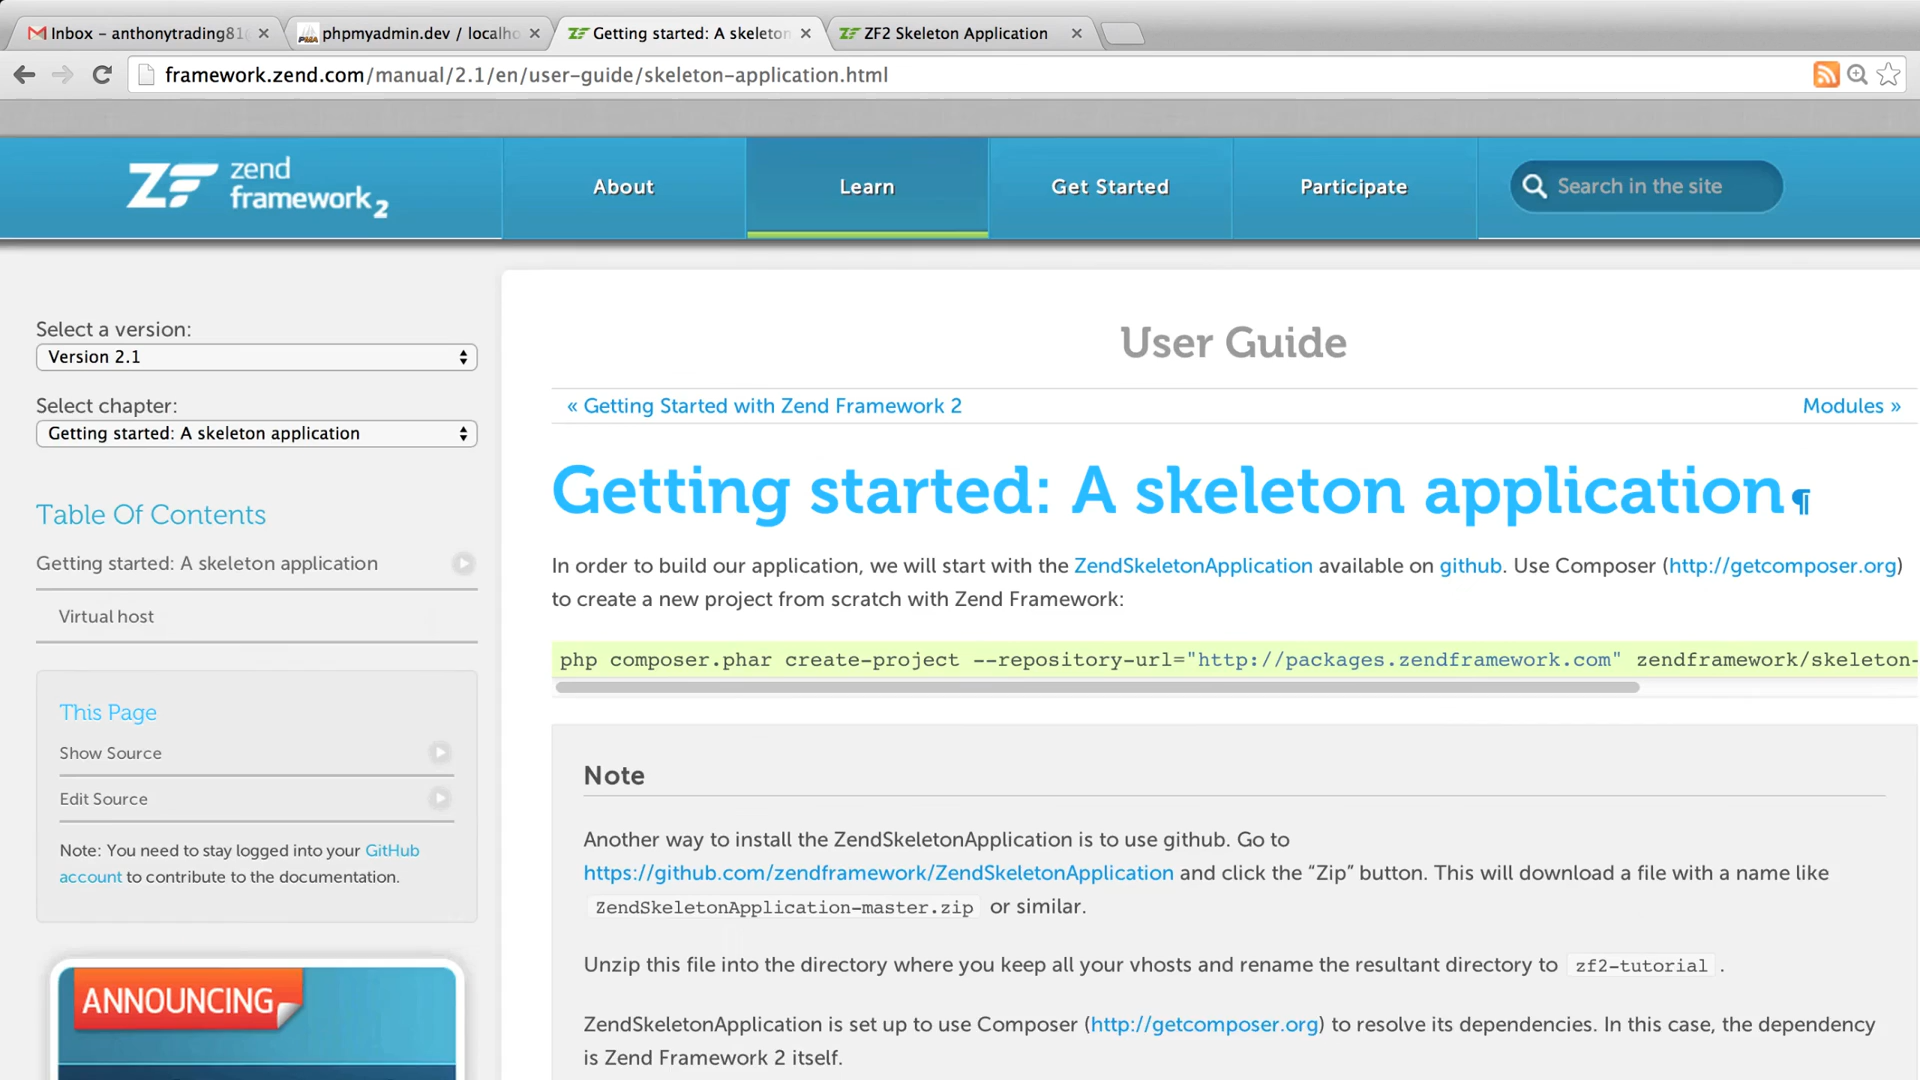 Inbox – anthonytrading81@
phpmyadmin.dev / localho
Getting started: A skeleton
ZF2 Skeleton Application
framework.zend.com/manual/2.1/en/user-guide/skeleton-application.html
ZF zend framework 2
About
Learn
Get Started
Participate
Search in the site
Select a version:
Version 2.1
Select chapter:
Getting started: A skeleton application
Table Of Contents
Getting started: A skeleton application
Virtual host
This Page
Show Source
Edit Source
Note: You need to stay logged into your GitHub
account to contribute to the documentation.
ANNOUNCING
User Guide
« Getting Started with Zend Framework 2
Modules »
Getting started: A skeleton application¶
In order to build our application, we will start with the ZendSkeletonApplication available on github. Use Composer (http://getcomposer.org)
to create a new project from scratch with Zend Framework:
php composer.phar create-project --repository-url="http://packages.zendframework.com" zendframework/skeleton-
Note
Another way to install the ZendSkeletonApplication is to use github. Go to
https://github.com/zendframework/ZendSkeletonApplication and click the “Zip” button. This will download a file with a name like
ZendSkeletonApplication-master.zip or similar.
Unzip this file into the directory where you keep all your vhosts and rename the resultant directory to zf2-tutorial .
ZendSkeletonApplication is set up to use Composer (http://getcomposer.org) to resolve its dependencies. In this case, the dependency
is Zend Framework 2 itself.